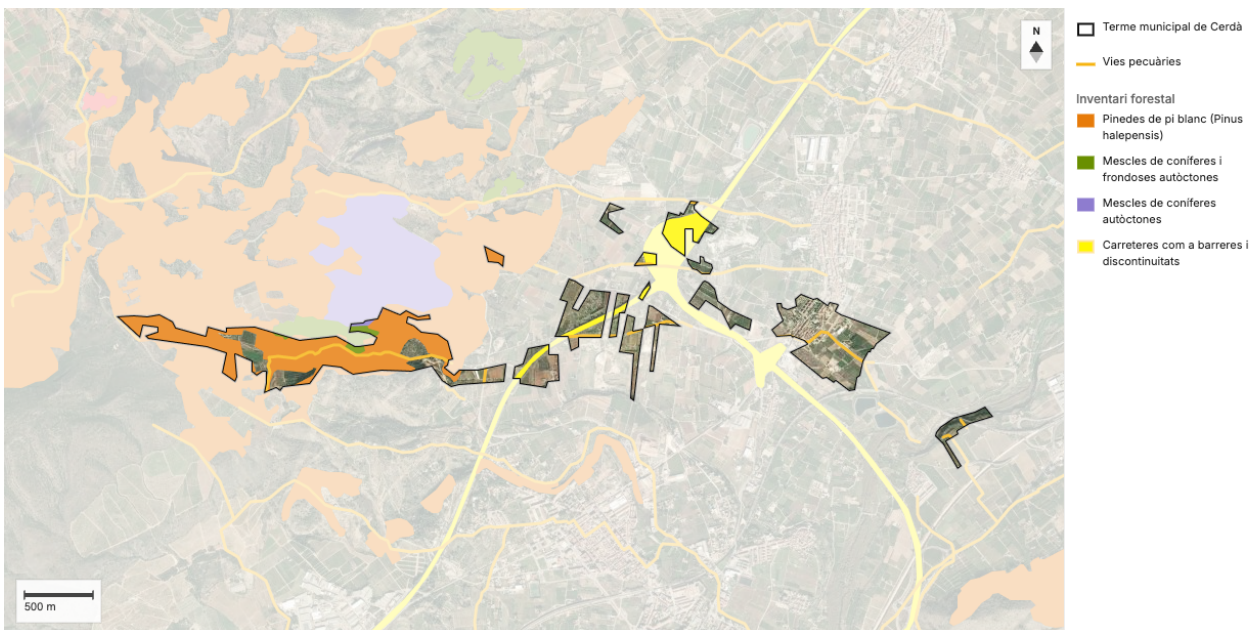 N
500 m
Terme municipal de Cerdà
Vies pecuàries
Inventari forestal
Pinedes de pi blanc (Pinus
halepensis)
Mescles de coníferes i
frondoses autòctones
Mescles de coníferes
autòctones
Carreteres com a barreres i
discontinuitats